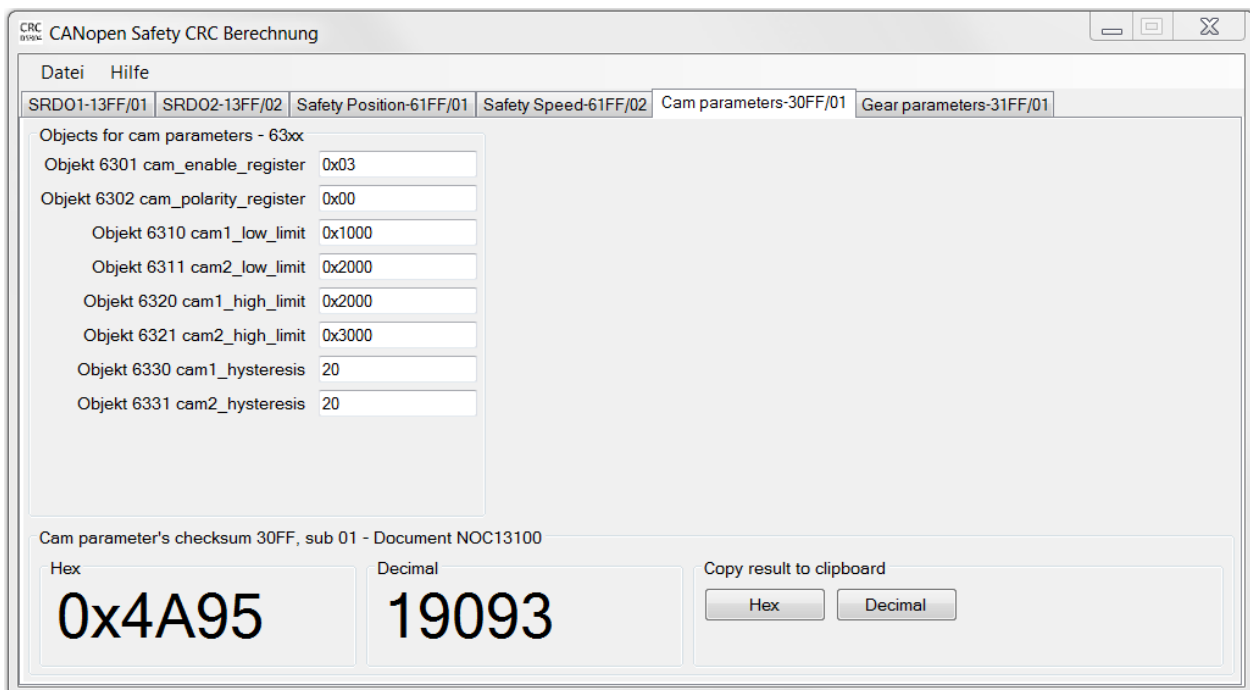 CRC CANopen Safety CRC Berechnung
Datei Hilfe
SRDO1-13FF/01 SRDO2-13FF/02 Safety Position-61FF/01 Safety Speed-61FF/02 Cam parameters-30FF/01 Gear parameters-31FF/01
Objects for cam parameters - 63xx
Objekt 6301 cam_enable_register 0x03
Objekt 6302 cam_polarity_register 0x00
Objekt 6310 cam1_low_limit 0x1000
Objekt 6311 cam2_low_limit 0x2000
Objekt 6320 cam1_high_limit 0x2000
Objekt 6321 cam2_high_limit 0x3000
Objekt 6330 cam1_hysteresis 20
Objekt 6331 cam2_hysteresis 20
Cam parameter's checksum 30FF, sub 01 - Document NOC13100
Hex Decimal Copy result to clipboard
0x4A95 19093 Hex Decimal